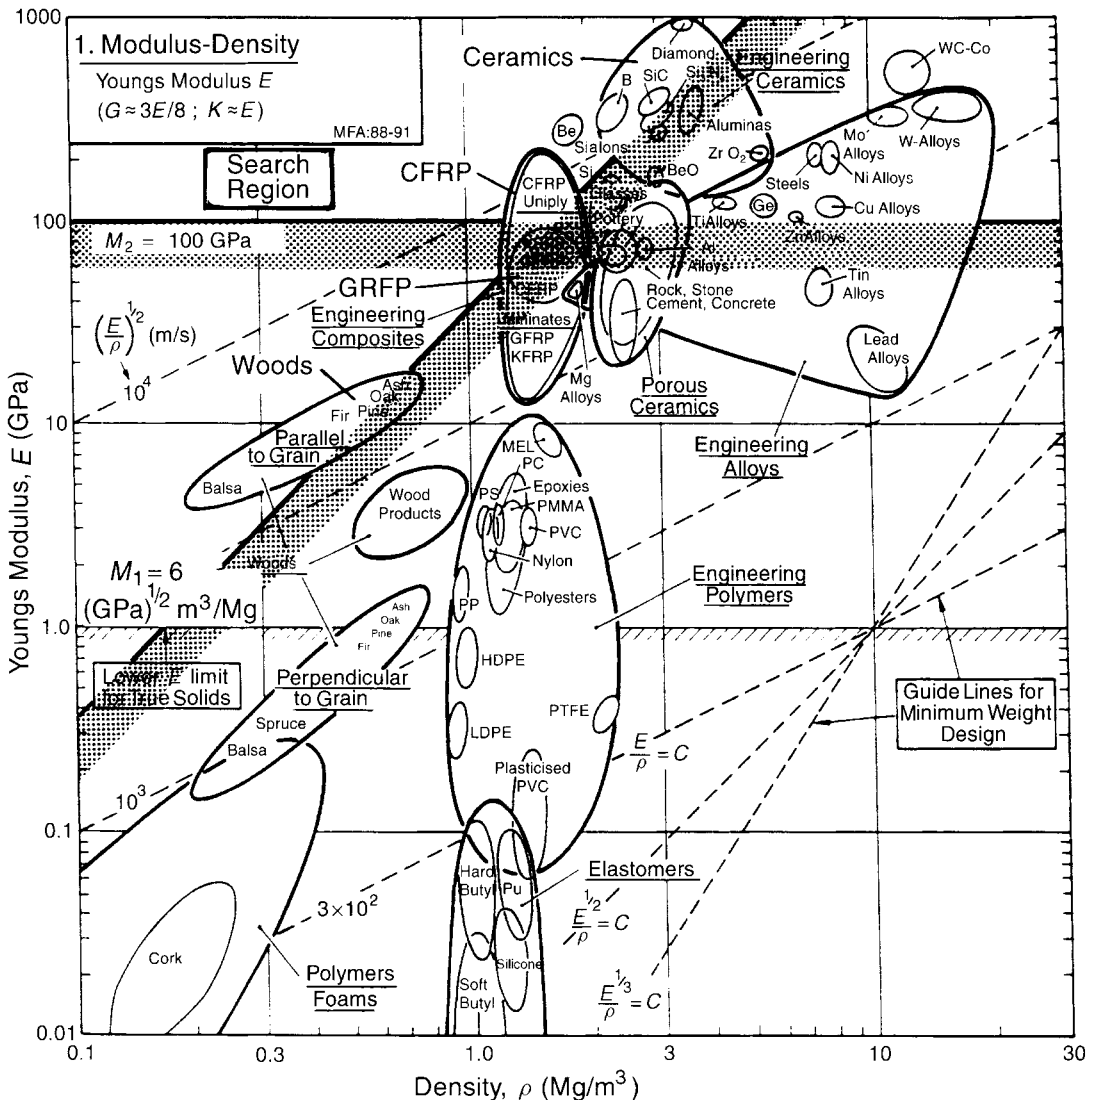 1000
1. Modulus-Density
Youngs Modulus E
(G≈3E/8 ; K≈E)
MFA:88-91
Ceramics
Diamond
Engineering
Ceramics
WC-Co
B
SiC
Be
Sialons
Aluminas
Zr O₂
BeO
Mo
Alloys
W-Alloys
Steels
Ni Alloys
Si
Search
Region
CFRP
CFRP
Uniply
Glasses
Pottery
Ti Alloys
Ge
Cu Alloys
Zn Alloys
100
M₂ = 100 GPa
Al
Alloys
Tin
Alloys
Rock, Stone
Cement, Concrete
GRFP
Engineering
Composites
CFRP
Laminates
GFRP
KFRP
Mg
Alloys
Lead
Alloys
Porous
Ceramics
Engineering
Alloys
(E/ρ)^½ (m/s)
10⁴
Woods
Ash
Oak
Pine
Fir
Parallel
to Grain
Balsa
10
Wood
Products
Woods
MEL
PC
PS
Epoxies
PMMA
PVC
Nylon
Polyesters
Engineering
Polymers
PP
HDPE
LDPE
PTFE
Plasticised
PVC
M₁ = 6
(GPa)^½ m³/Mg
1.0
Lower E limit
for True Solids
Ash
Oak
Pine
Fir
Perpendicular
to Grain
Spruce
Balsa
Guide Lines for
Minimum Weight
Design
E/ρ = C
10³
0.1
Hard
Butyl
Pu
Elastomers
E^½/ρ = C
3×10²
Cork
Polymers
Foams
Silicone
Soft
Butyl
E^⅓/ρ = C
0.01
0.1
0.3
1.0
3
10
30
Youngs Modulus, E (GPa)
Density, ρ (Mg/m³)